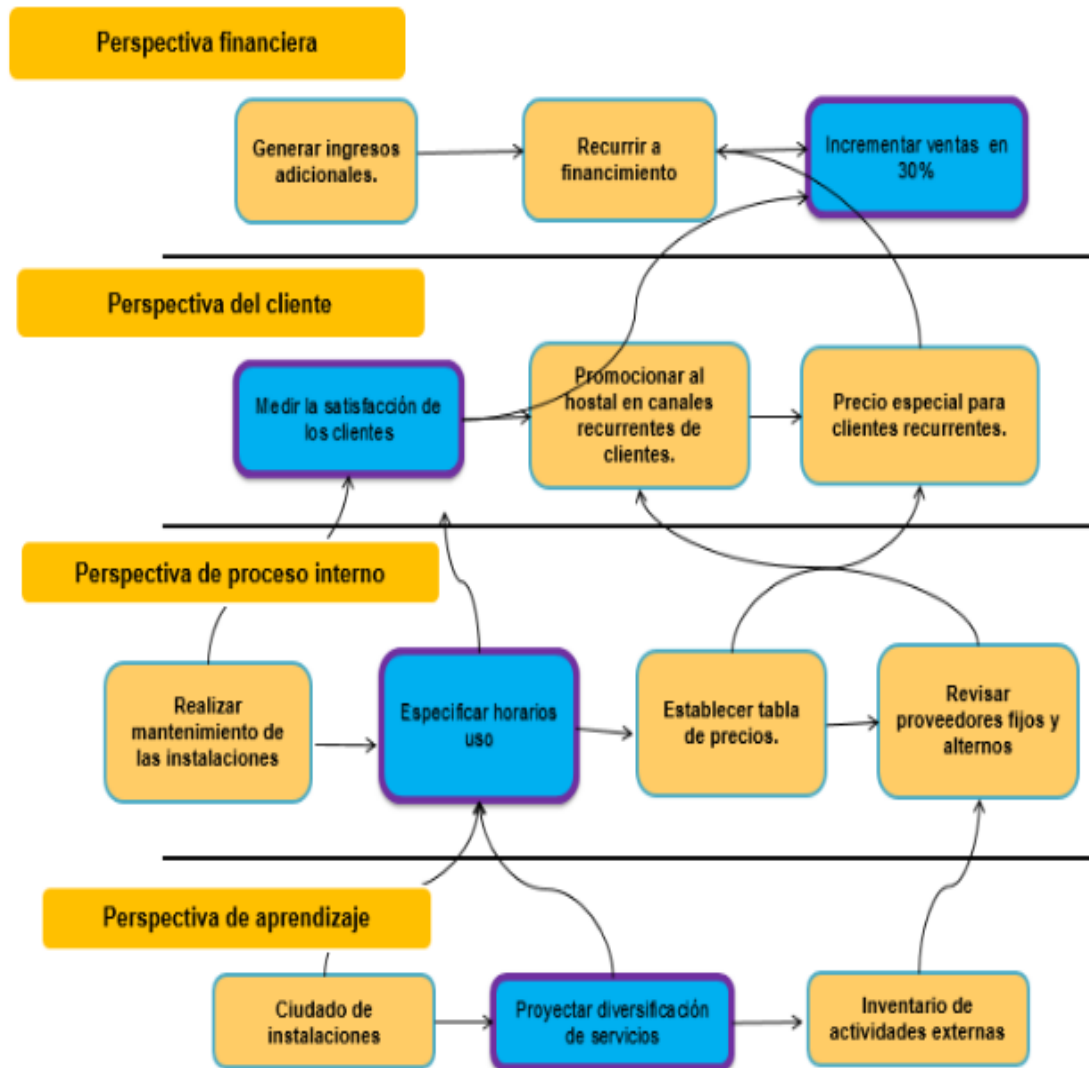 Perspectiva financiera
Generar ingresos
adicionales.
Recurrir a
financimiento
Incrementar ventas en
30%
Perspectiva del cliente
Medir la satisfacción de
los clientes
Promocionar al
hostal en canales
recurrentes de
clientes.
Precio especial para
clientes recurrentes.
Perspectiva de proceso interno
Realizar
mantenimiento de
las instalaciones
Especificar horarios
uso
Establecer tabla
de precios.
Revisar
proveedores fijos y
alternos
Perspectiva de aprendizaje
Ciudado de
instalaciones
Proyectar diversificación
de servicios
Inventario de
actividades externas